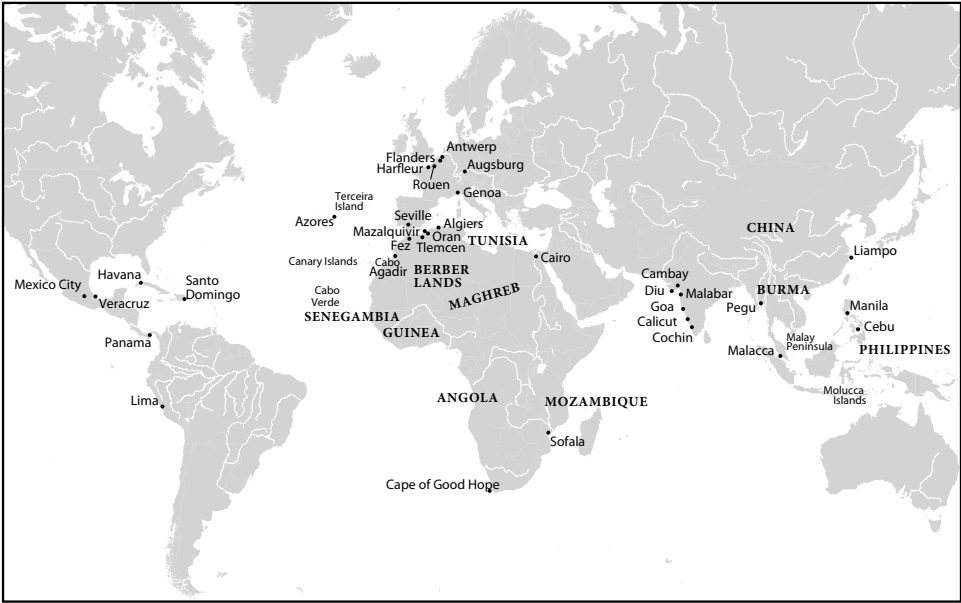 Antwerp
Flanders
Harfleur
Augsburg
Rouen
Genoa
Terceira
Island
Azores
Seville
Algiers
Mazalquivir
Oran
TUNISIA
Fez
Tlemcen
CHINA
Liampo
Cairo
Canary Islands
Cabo
Agadir
BERBER
LANDS
MAGHREB
Havana
Santo
Domingo
Mexico City
Veracruz
Cabo
Verde
SENEGAMBIA
GUINEA
Cambay
Diu
Malabar
BURMA
Goa
Pegu
Manila
Calicut
Cebu
Cochin
Panama
Malacca
Malay
Peninsula
PHILIPPINES
Molucca
Islands
Lima
ANGOLA
MOZAMBIQUE
Sofala
Cape of Good Hope